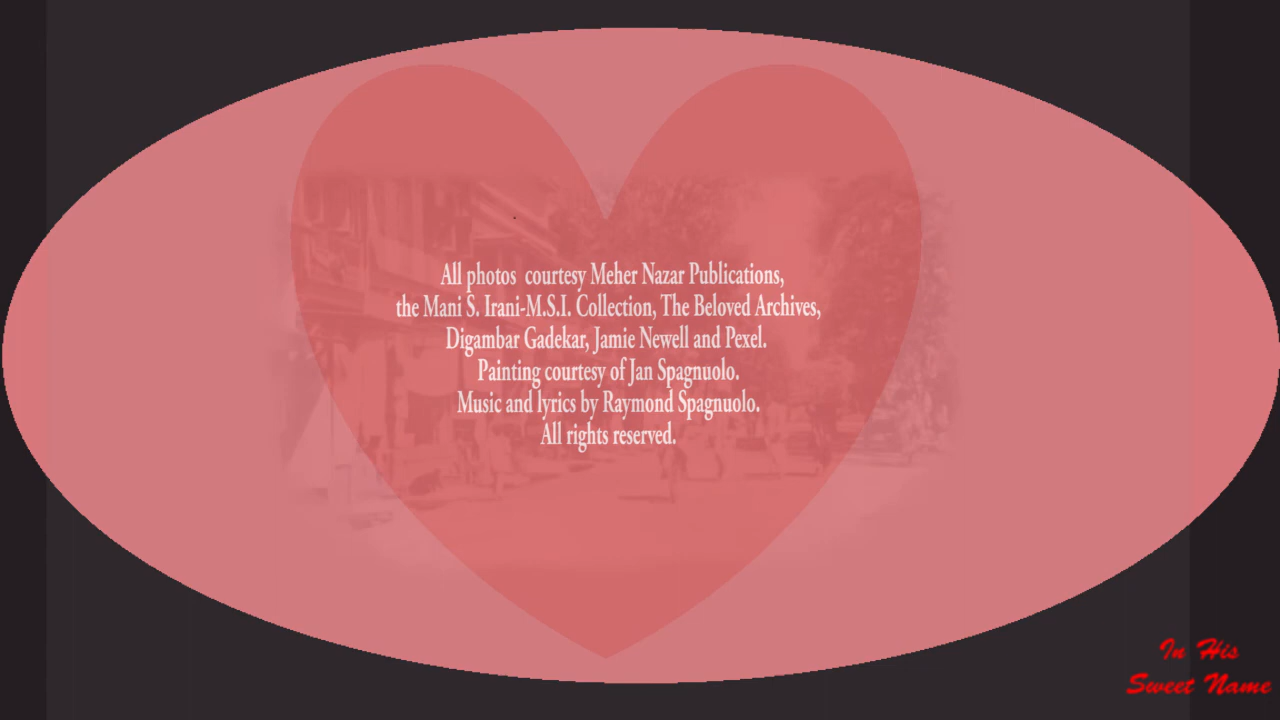 All photos courtesy Meher Nazar Publications,
the Mani S. Irani-M.S.I. Collection, The Beloved Archives,
Digambar Gadekar, Jamie Newell and Pexel.
Painting courtesy of Jan Spagnuolo.
Music and lyrics by Raymond Spagnuolo.
All rights reserved.
In His
Sweet Name